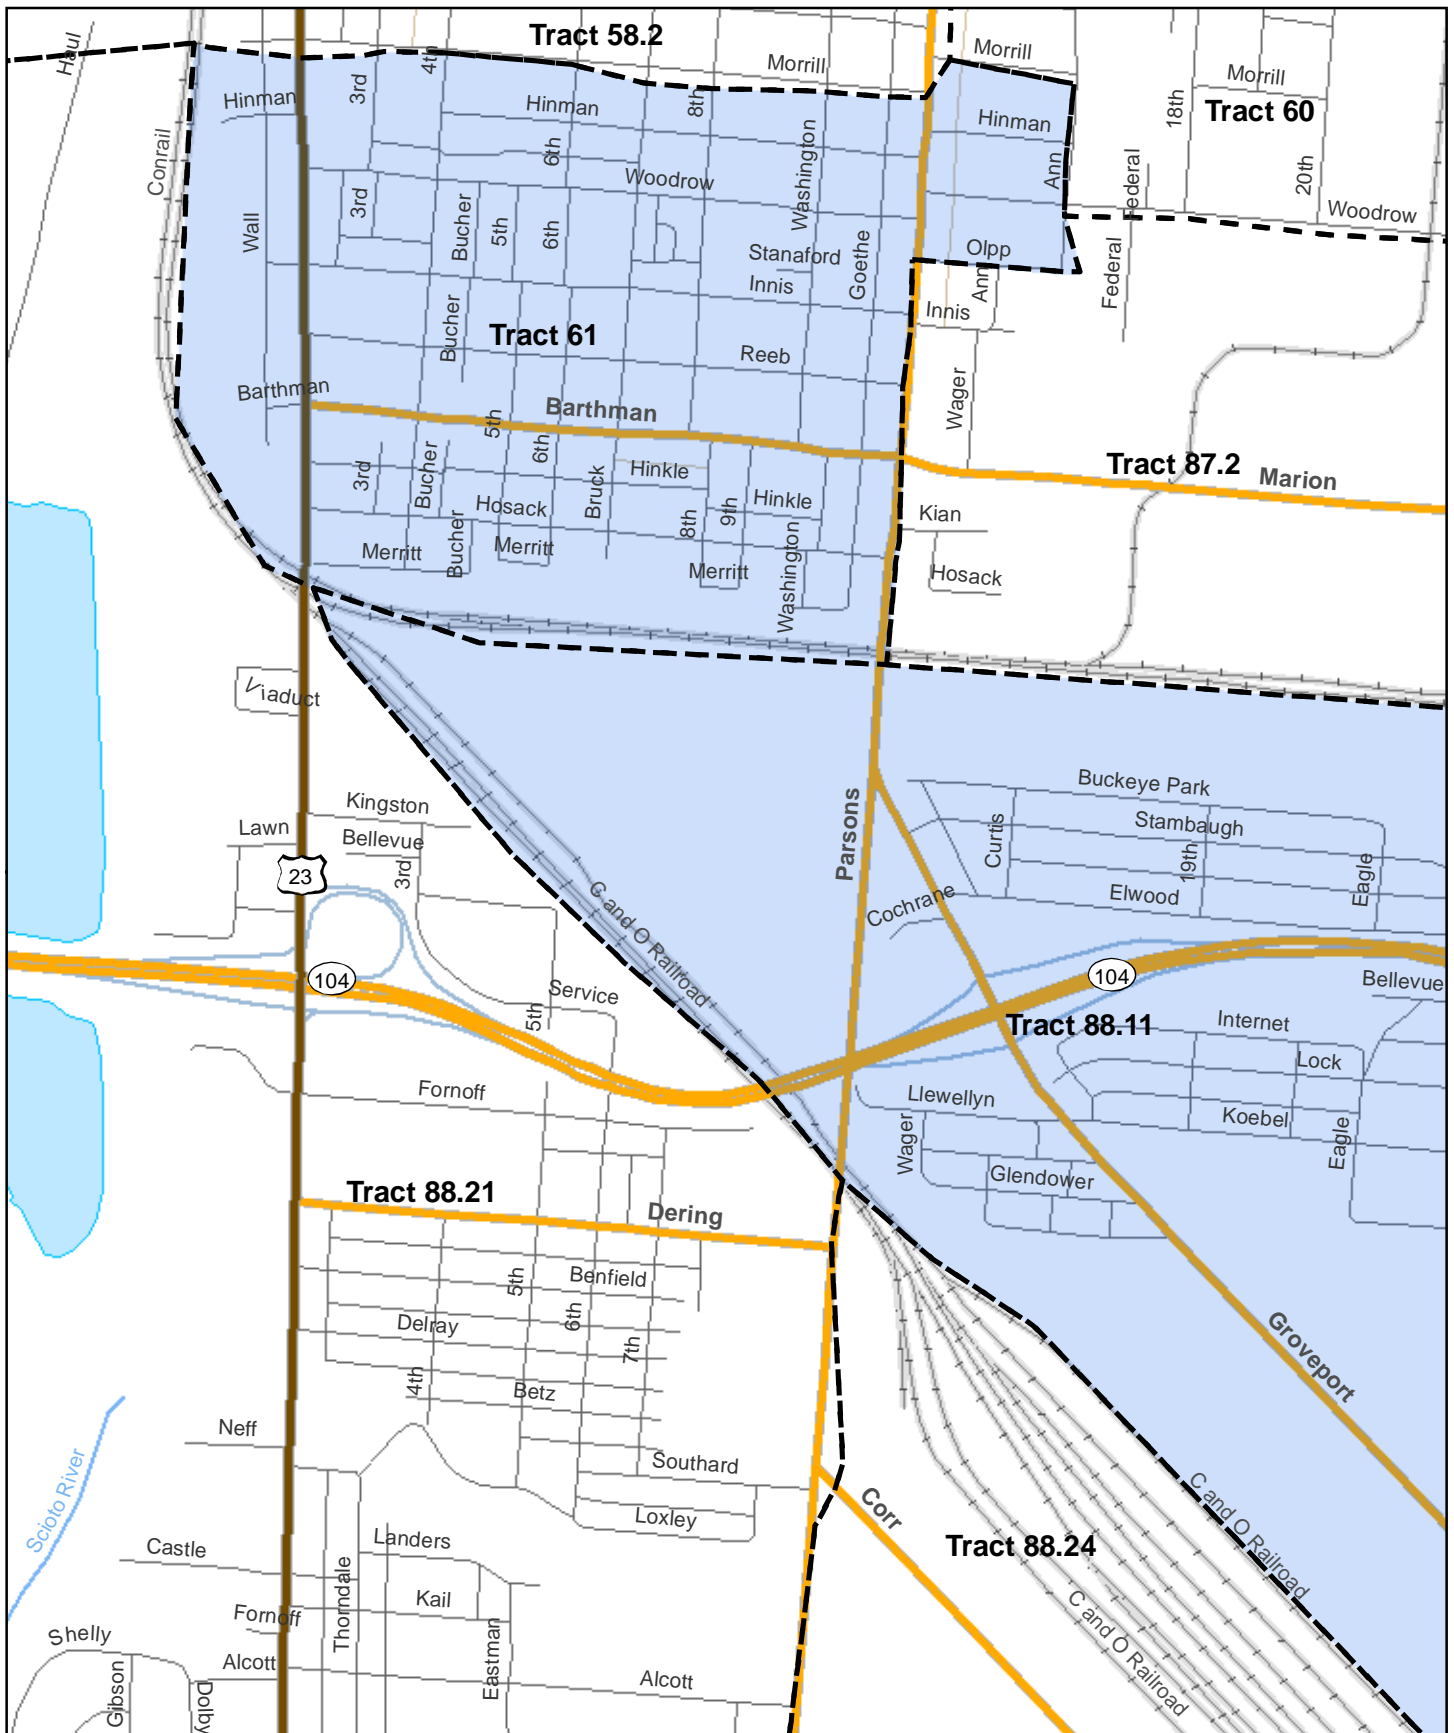 Tract 58.2
Haul
4th
Morrill
Morrill
Morrill
3rd
Hinman
Hinman
8th
Hinman
18th
Tract 60
Conrail
6th
Washington
Ann
Federal
20th
Woodrow
Woodrow
3rd
Wall
Bucher
5th
6th
Stanaford
Goethe
Olpp
Federal
Innis
Ann
Innis
Bucher
Tract 61
Reeb
Barthman
Barthman
Wager
5th
6th
Tract 87.2
Marion
3rd
Bucher
Hinkle
Bruck
Hinkle
Hosack
8th
9th
Kian
Merritt
Bucher
Merritt
Merritt
Washington
Hosack
Viaduct
Buckeye Park
Kingston
Parsons
Curtis
Stambaugh
Lawn
Bellevue
3rd
19th
Eagle
23
Elwood
Cochrane
C and O Railroad
104
104
Bellevue
Service
5th
Tract 88.11
Internet
Lock
Fornoff
Llewellyn
Koebel
Wager
Eagle
Glendower
Tract 88.21
Dering
5th
Benfield
6th
Delray
7th
Groveport
4th
Betz
Neff
Southard
Scioto River
Corr
Loxley
C and O Railroad
Castle
Landers
Tract 88.24
Thorndale
Kail
C and O Railroad
Fornoff
Shelly
Eastman
Alcott
Alcott
Gibson
Dolby